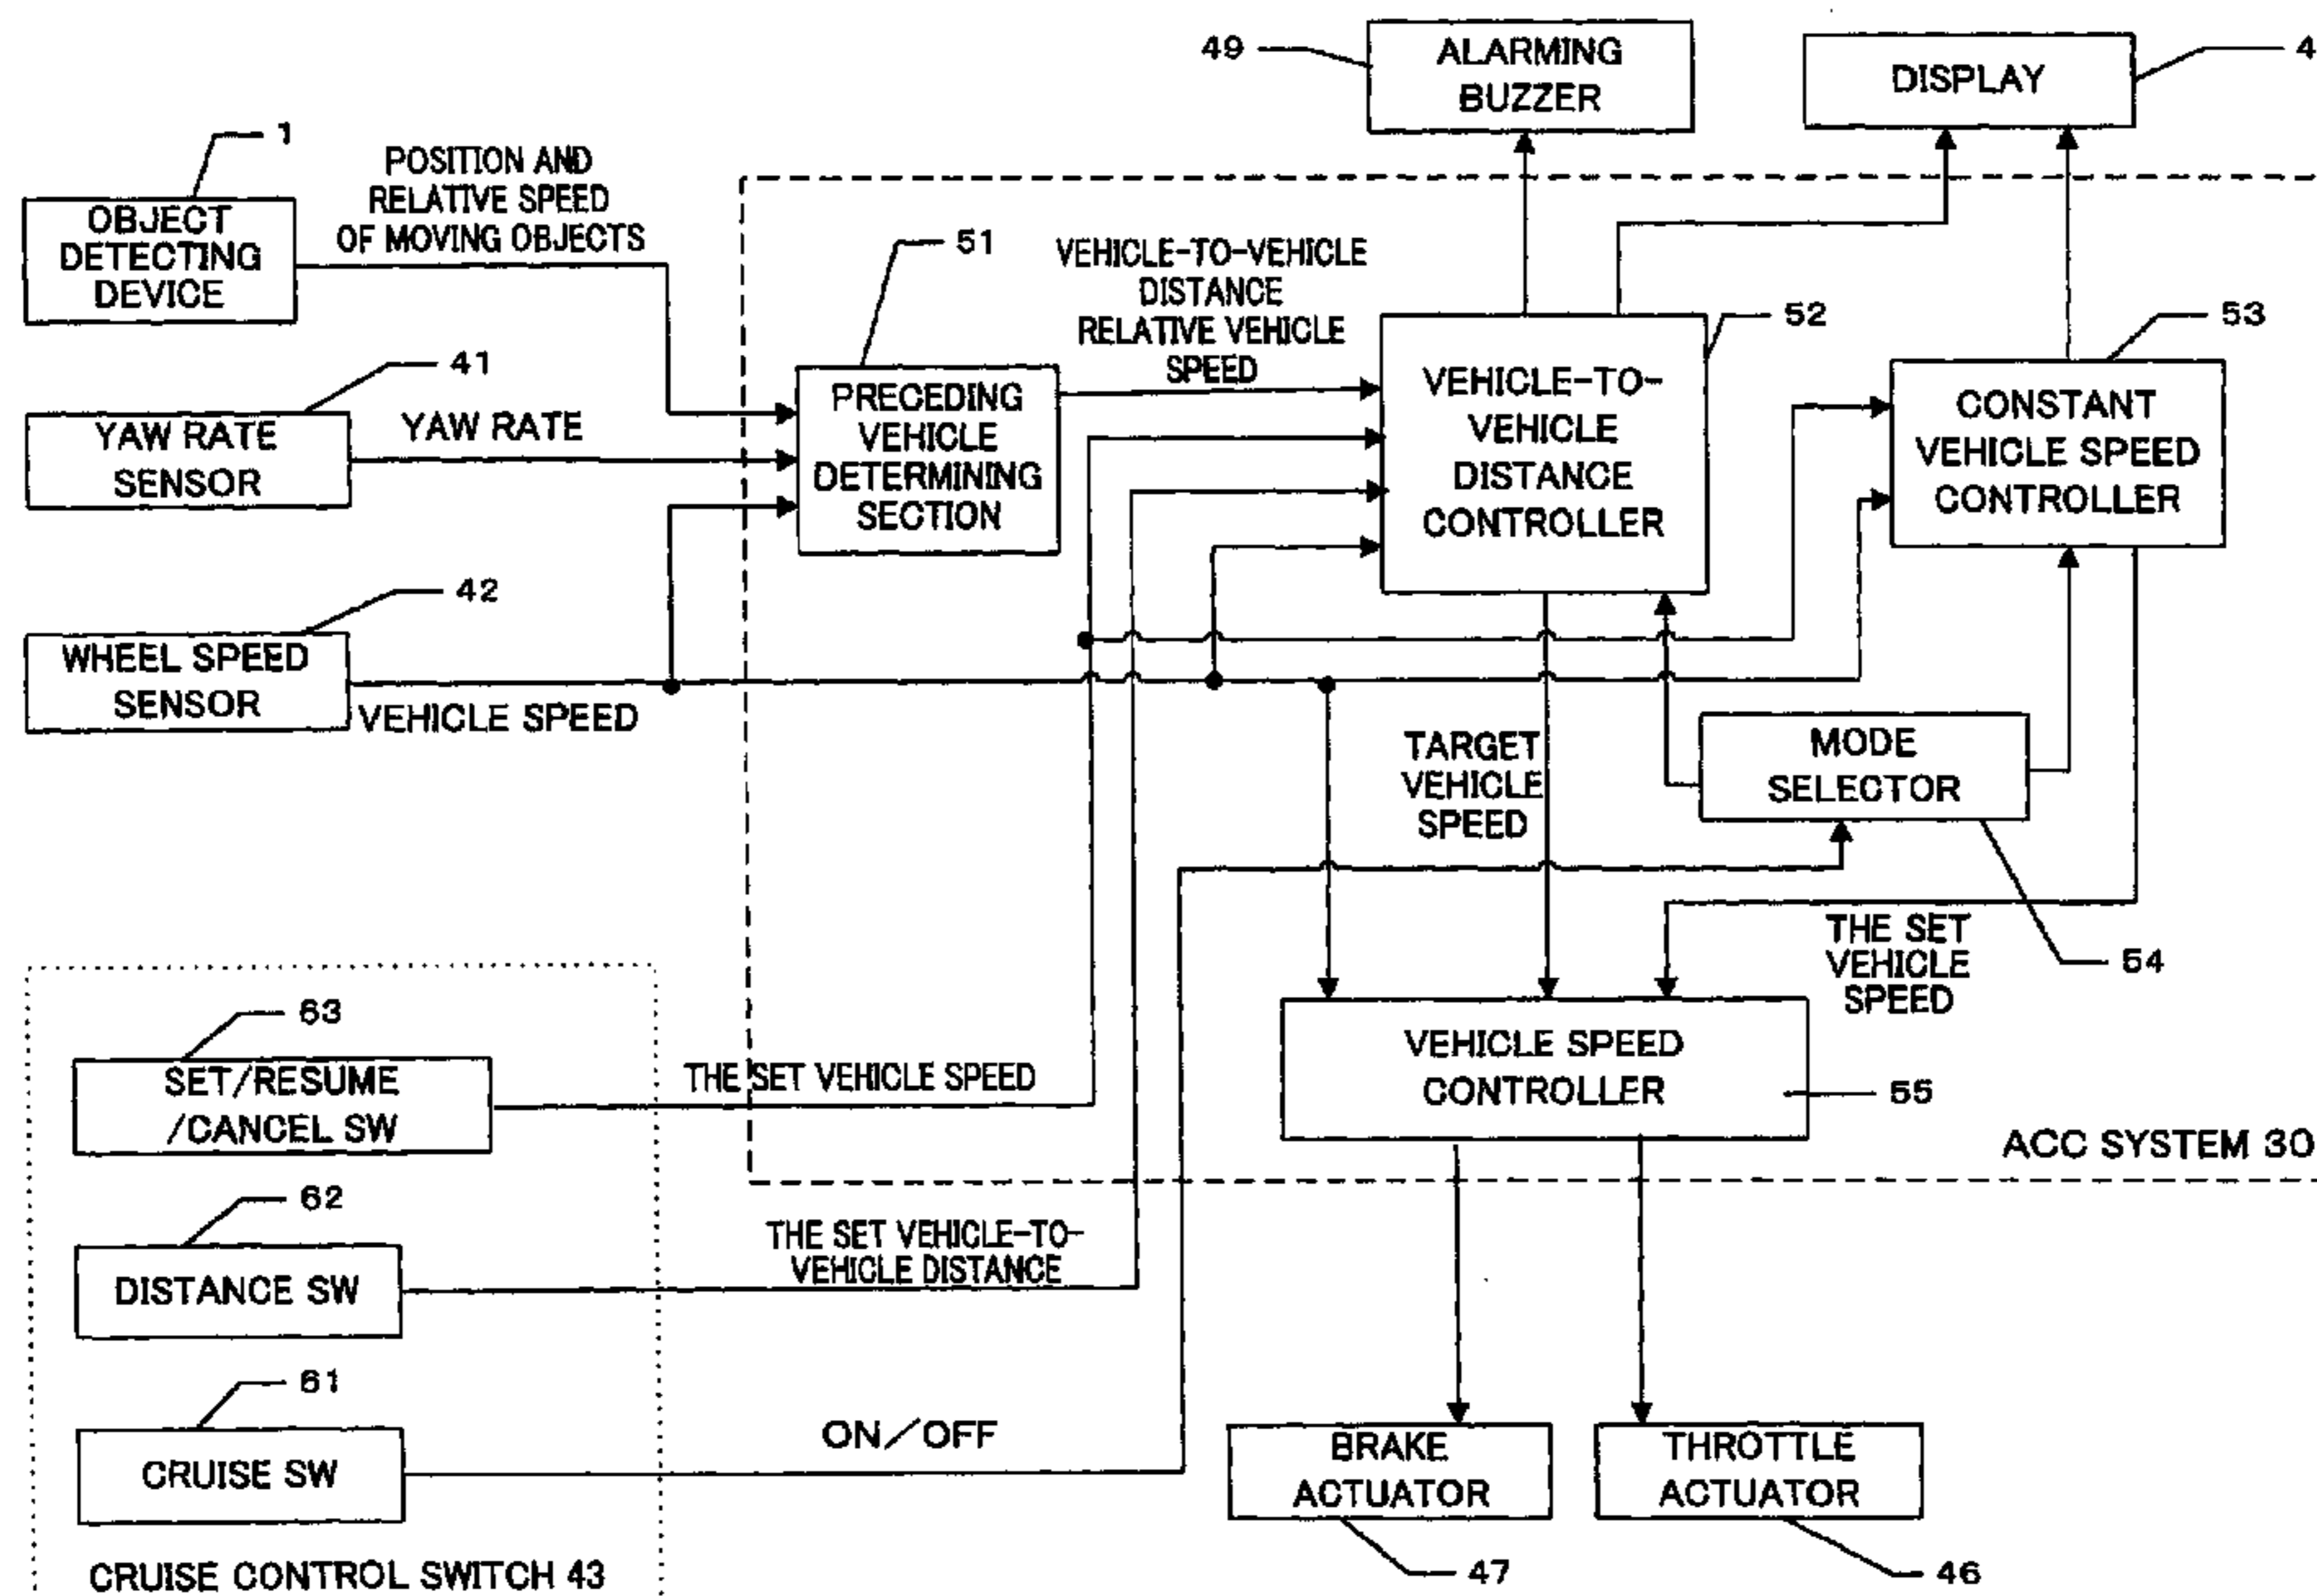 49
ALARMING
BUZZER
DISPLAY
4
1
OBJECT
DETECTING
DEVICE
POSITION AND
RELATIVE SPEED
OF MOVING OBJECTS
51
VEHICLE-TO-VEHICLE
DISTANCE
RELATIVE VEHICLE
SPEED
52
53
41
YAW RATE
SENSOR
YAW RATE
PRECEDING
VEHICLE
DETERMINING
SECTION
VEHICLE-TO-
VEHICLE
DISTANCE
CONTROLLER
CONSTANT
VEHICLE SPEED
CONTROLLER
42
WHEEL SPEED
SENSOR
VEHICLE SPEED
TARGET
VEHICLE
SPEED
MODE
SELECTOR
THE SET
VEHICLE
SPEED
54
63
SET/RESUME
/CANCEL SW
THE SET VEHICLE SPEED
VEHICLE SPEED
CONTROLLER
55
ACC SYSTEM 30
62
DISTANCE SW
THE SET VEHICLE-TO-
VEHICLE DISTANCE
61
CRUISE SW
ON/OFF
BRAKE
ACTUATOR
THROTTLE
ACTUATOR
47
46
CRUISE CONTROL SWITCH 43